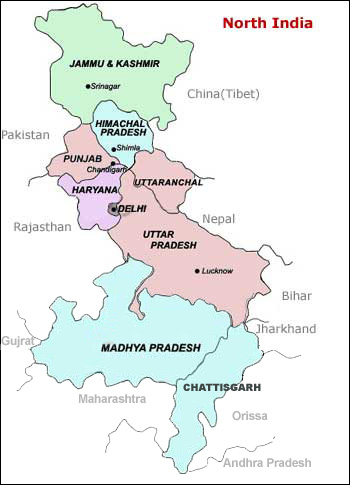 North India
JAMMU & KASHMIR
Srinagar
China(Tibet)
HIMACHAL
PRADESH
Pakistan
Shimla
PUNJAB
Chandigarh
UTTARANCHAL
HARYANA
DELHI
Nepal
Rajasthan
UTTAR
PRADESH
Lucknow
Bihar
Jharkhand
Gujrat
MADHYA PRADESH
CHATTISGARH
Maharashtra
Orissa
Andhra Pradesh